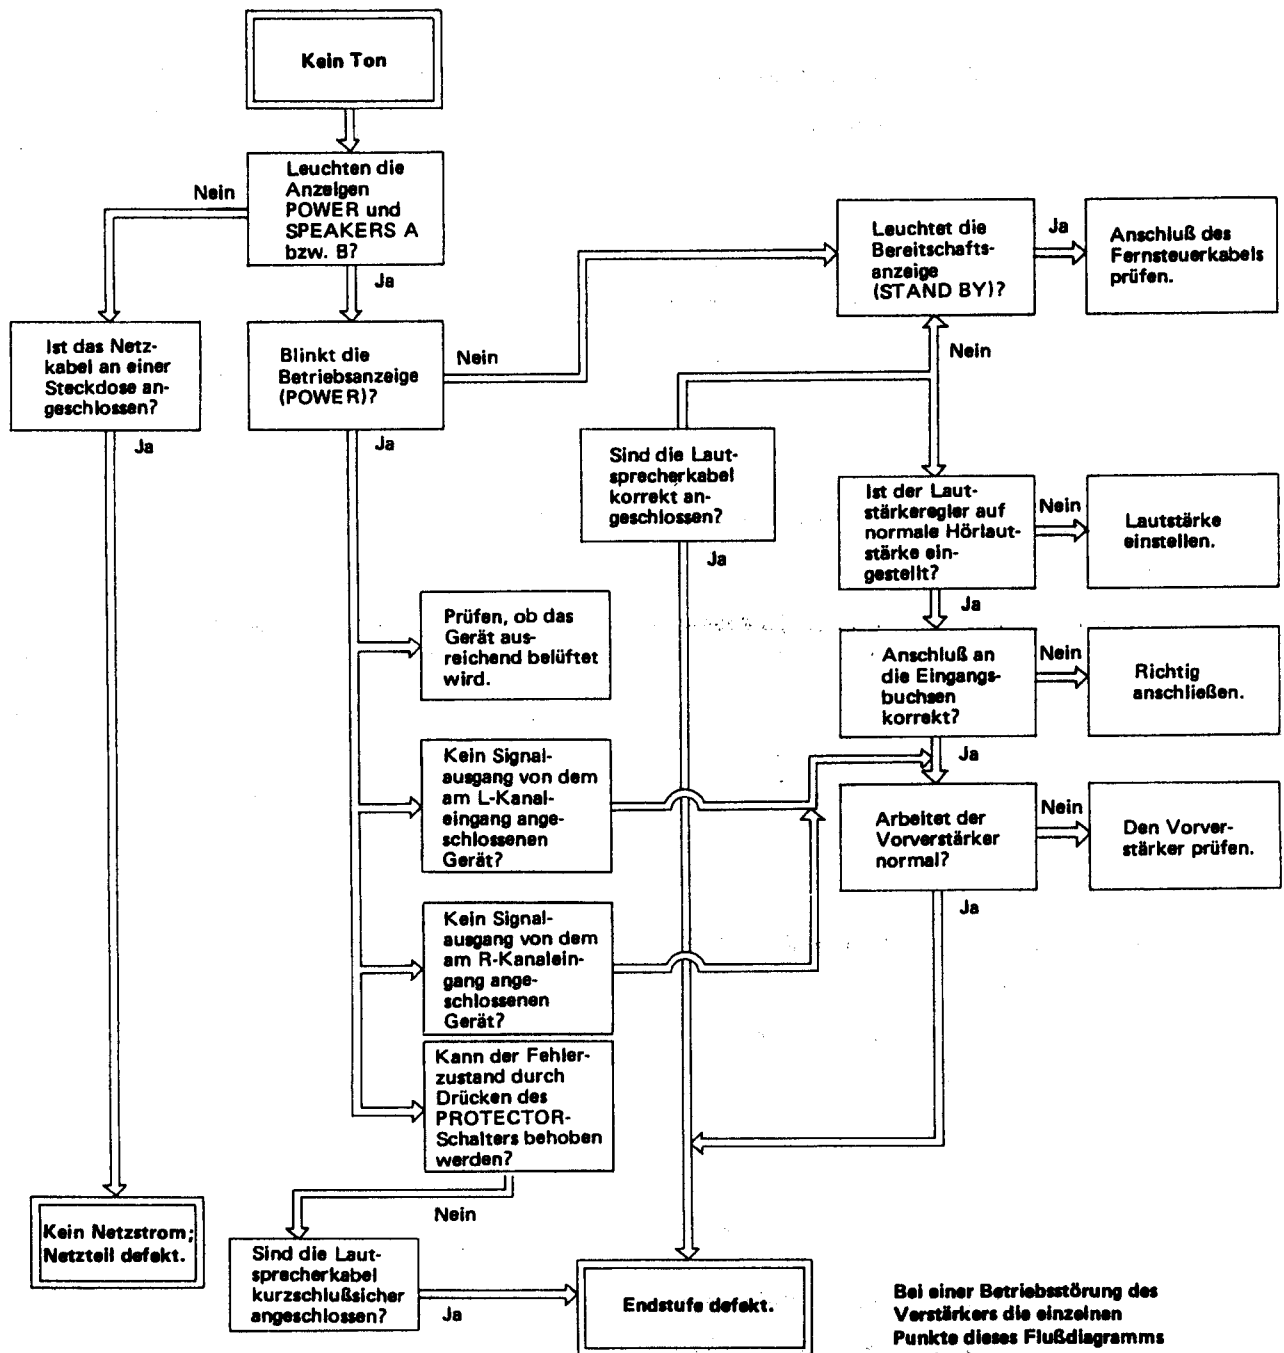 Kein Ton
Leuchten die
Anzeigen
POWER und
SPEAKERS A
bzw. B?
Nein
Ja
Leuchtet die
Bereitschafts-
anzeige
(STAND BY)?
Ja
Anschluß des
Fernsteuerkabels
prüfen.
Ist das Netz-
kabel an einer
Steckdose an-
geschlossen?
Ja
Blinkt die
Betriebsanzeige
(POWER)?
Nein
Ja
Nein
Sind die Laut-
sprecherkabel
korrekt an-
geschlossen?
Ja
Ist der Laut-
stärkeregler auf
normale Hörlaut-
stärke ein-
gestellt?
Nein
Lautstärke
einstellen.
Ja
Prüfen, ob das
Gerät aus-
reichend belüftet
wird.
Anschluß an
die Eingangs-
buchsen
korrekt?
Nein
Richtig
anschließen.
Ja
Kein Signal-
ausgang von dem
am L-Kanal-
eingang ange-
schlossenen
Gerät?
Arbeitet der
Vorverstärker
normal?
Nein
Den Vorver-
stärker prüfen.
Ja
Kein Signal-
ausgang von dem
am R-Kanalein-
gang ange-
schlossenen
Gerät?
Kann der Fehler-
zustand durch
Drücken des
PROTECTOR-
Schalters behoben
werden?
Nein
Kein Netzstrom;
Netzteil defekt.
Sind die Laut-
sprecherkabel
kurzschlußsicher
angeschlossen?
Ja
Endstufe defekt.
Bei einer Betriebsstörung des
Verstärkers die einzelnen
Punkte dieses Flußdiagramms